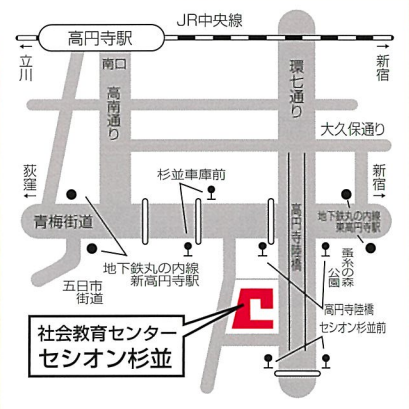 JR中央線
高円寺駅
←立川
新宿→
南口
高南通り
環七通り
大久保通り
荻窪←
杉並車庫前
新宿→
青梅街道
高円寺陸橋
地下鉄丸の内線
東高円寺駅
五日市
街道
地下鉄丸の内線
新高円寺駅
蚕糸の森
公園
高円寺陸橋
セシオン杉並前
社会教育センター
セシオン杉並